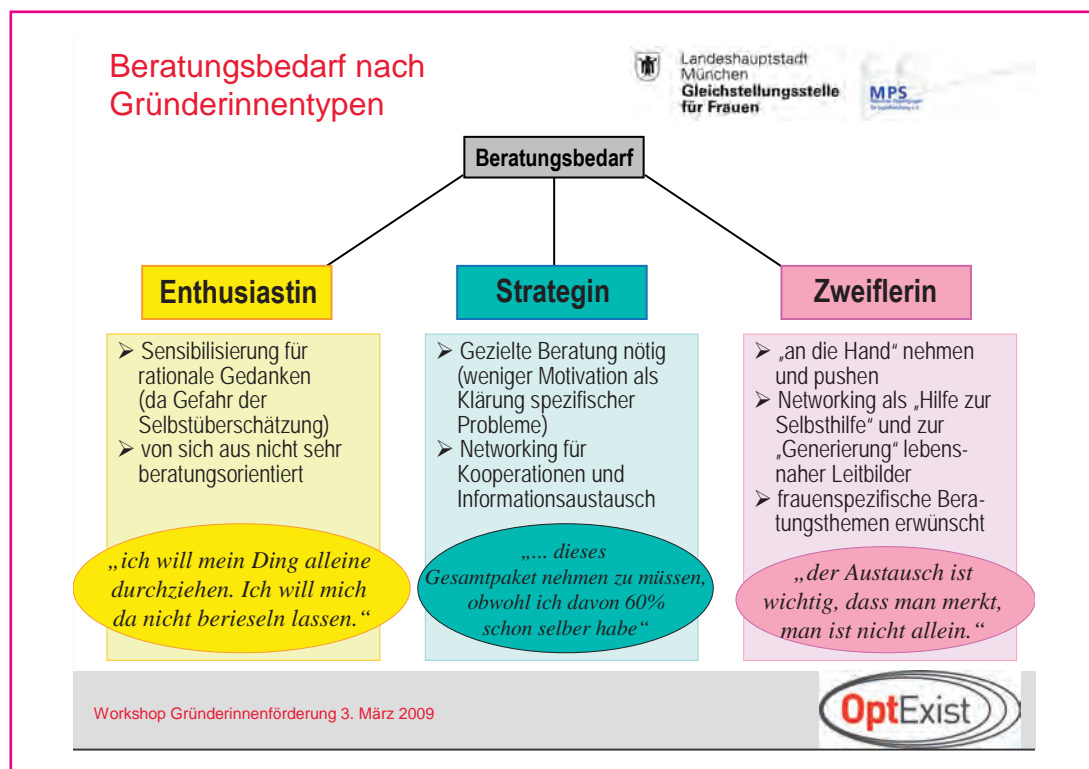 Beratungsbedarf nach
Gründerinnentypen
Landeshauptstadt
München
Gleichstellungsstelle
für Frauen
MPS
Beratungsbedarf
Enthusiastin
➢ Sensibilisierung für
rationale Gedanken
(da Gefahr der
Selbstüberschätzung)
➢ von sich aus nicht sehr
beratungsorientiert
„ich will mein Ding alleine
durchziehen. Ich will mich
da nicht berieseln lassen.“
Strategin
➢ Gezielte Beratung nötig
(weniger Motivation als
Klärung spezifischer
Probleme)
➢ Networking für
Kooperationen und
Informationsaustausch
„... dieses
Gesamtpaket nehmen zu müssen,
obwohl ich davon 60%
schon selber habe“
Zweiflerin
➢ „an die Hand“ nehmen
und pushen
➢ Networking als „Hilfe zur
Selbsthilfe“ und zur
„Generierung“ lebens-
naher Leitbilder
➢ frauenspezifische Bera-
tungsthemen erwünscht
„der Austausch ist
wichtig, dass man merkt,
man ist nicht allein.“
Workshop Gründerinnenförderung 3. März 2009
OptExist